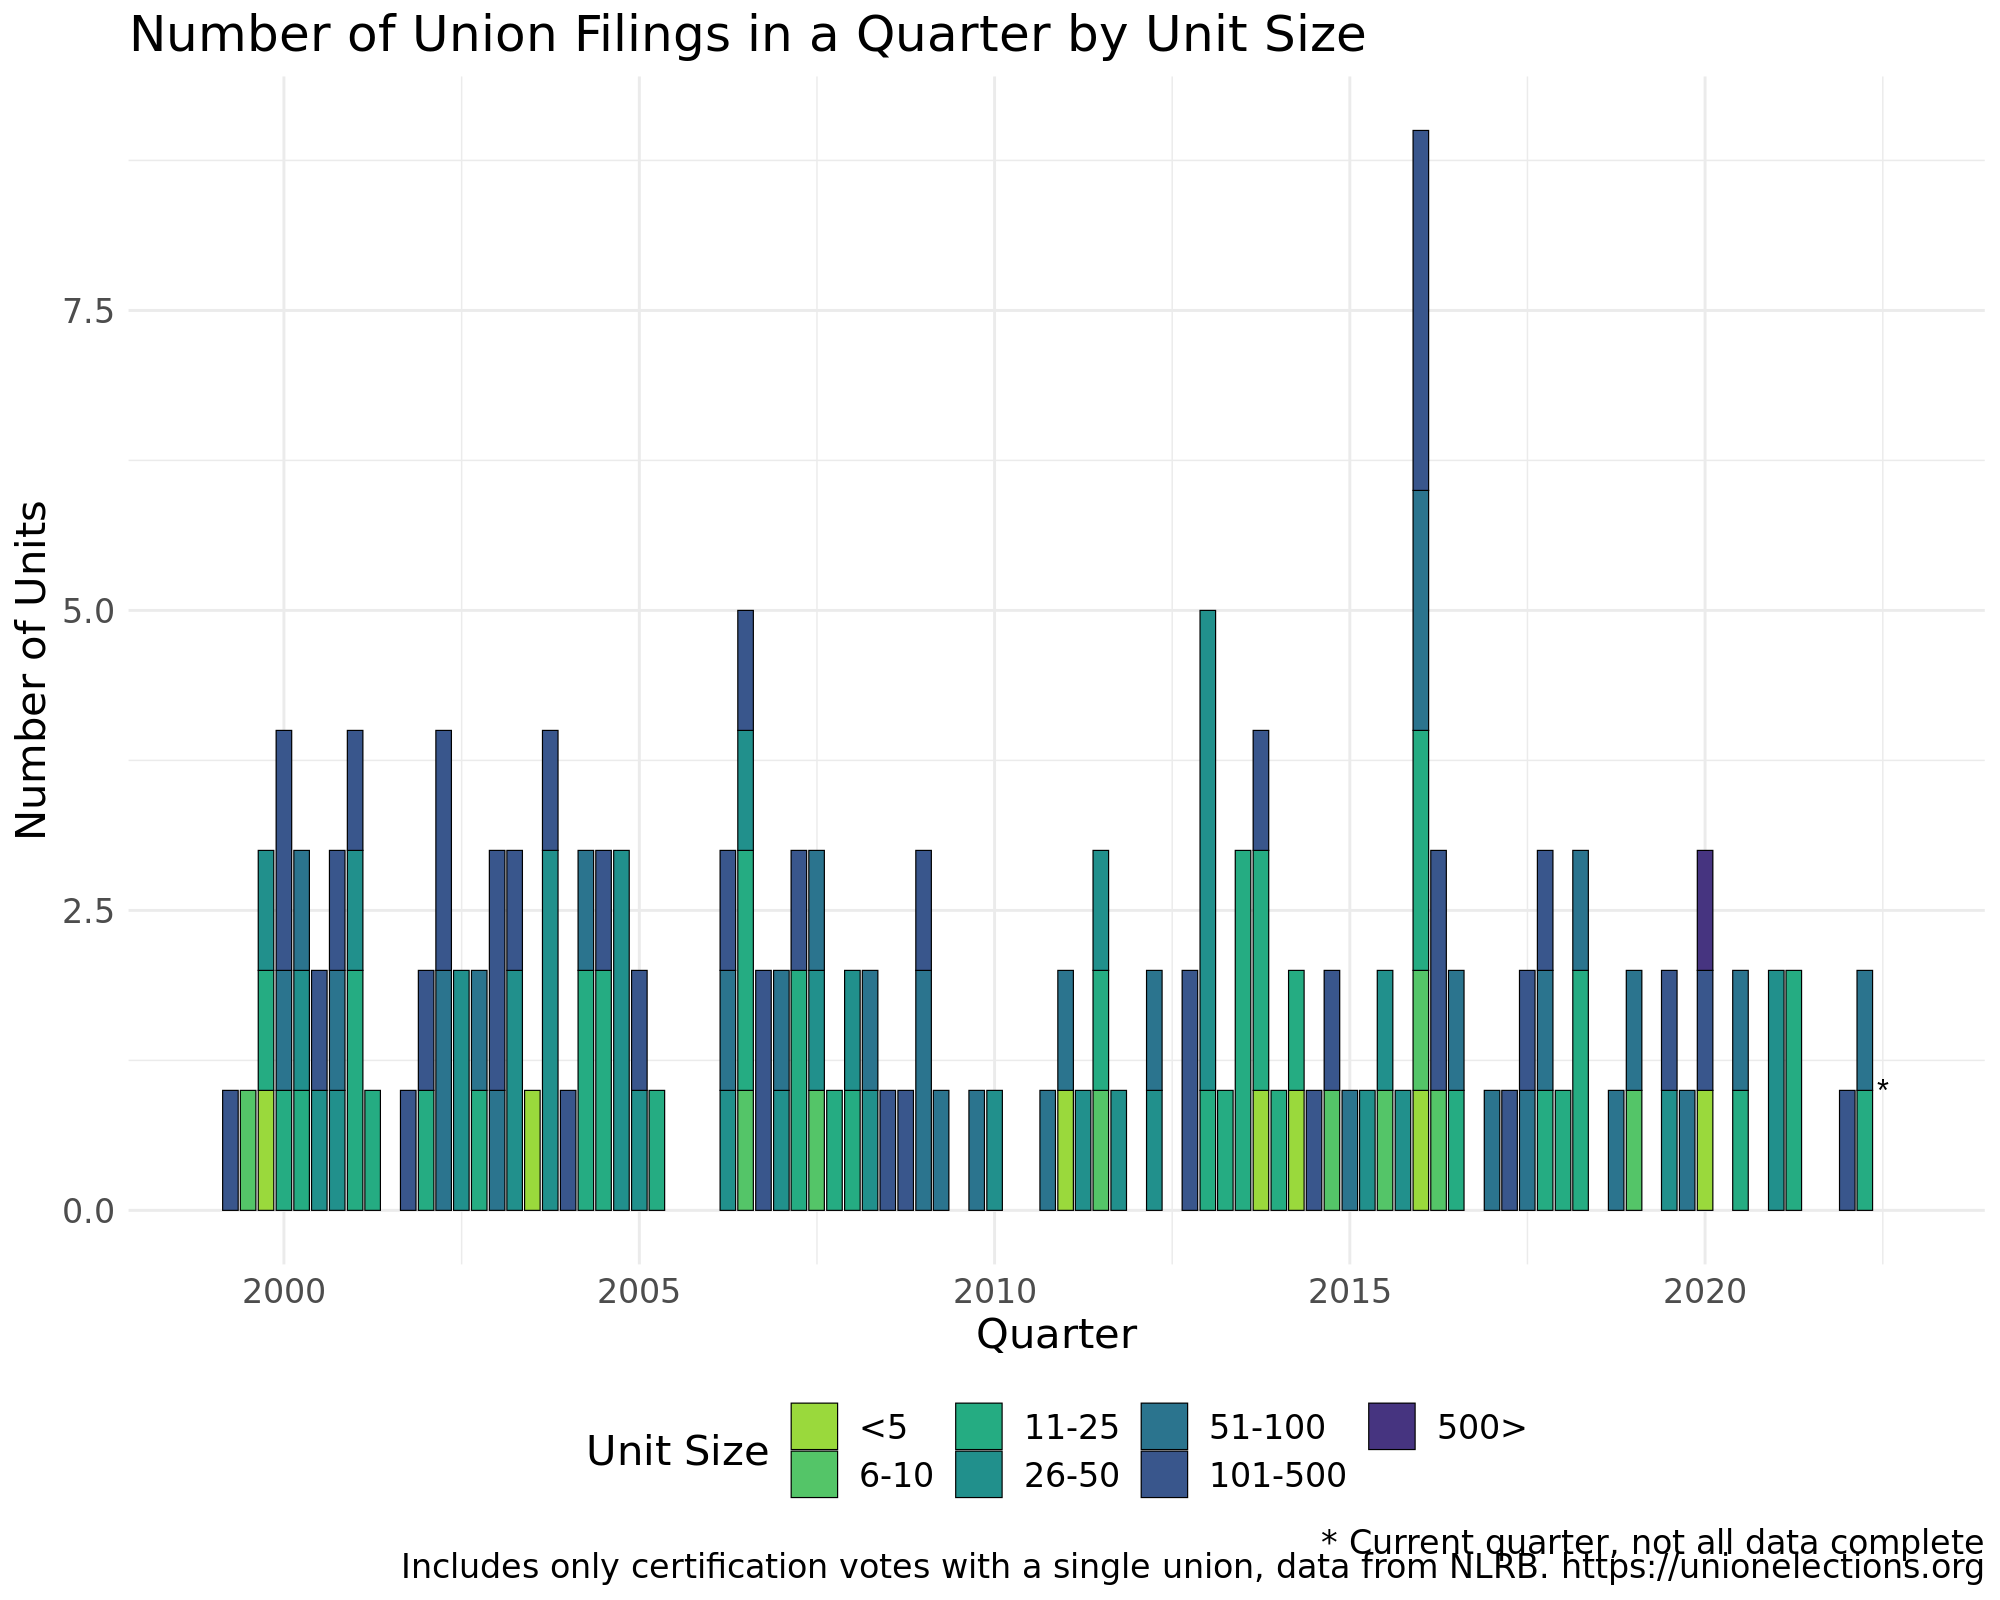 Number of Union Filings in a Quarter by Unit Size
Number of Units
7.5
5.0
2.5
0.0
*
2000 2005 2010 2015 2020
Quarter
Unit Size
<5 11-25 51-100 500>
6-10 26-50 101-500
* Current quarter, not all data complete
Includes only certification votes with a single union, data from NLRB. https://unionelections.org